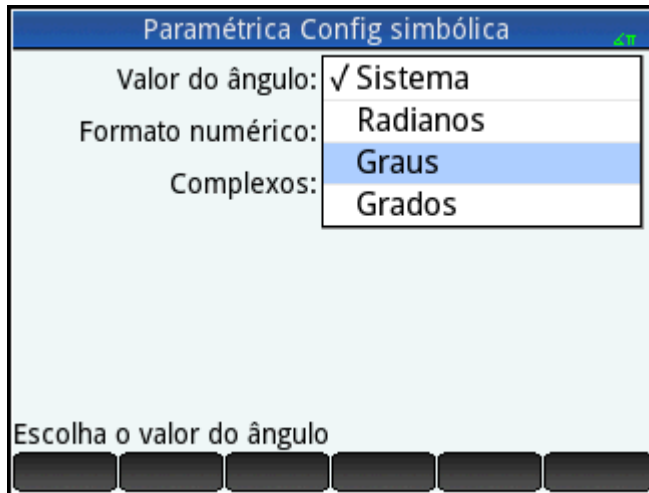 Paramétrica Config simbólica
∡π
Valor do ângulo: √ Sistema
Radianos
Formato numérico:
Graus
Complexos:
Grados
Escolha o valor do ângulo